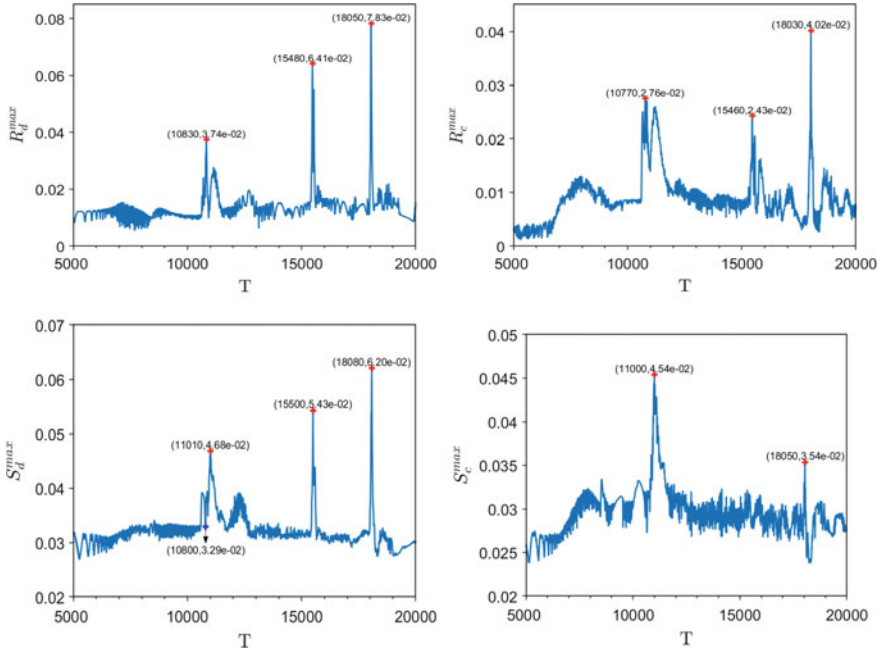 0.08
0.06
0.04
0.02
0
5000 10000 15000 20000
T
R_d^{max}
(10830,3.74e-02)
(15480,6.41e-02)
(18050,7.83e-02)
0.04
0.03
0.02
0.01
0
5000 10000 15000 20000
T
R_c^{max}
(10770,2.76e-02)
(15460,2.43e-02)
(18030,4.02e-02)
0.07
0.06
0.05
0.04
0.03
0.02
5000 10000 15000 20000
T
S_d^{max}
(11010,4.68e-02)
(10800,3.29e-02)
(15500,5.43e-02)
(18080,6.20e-02)
0.05
0.045
0.04
0.035
0.03
0.025
0.02
5000 10000 15000 20000
T
S_c^{max}
(11000,4.54e-02)
(18050,3.54e-02)